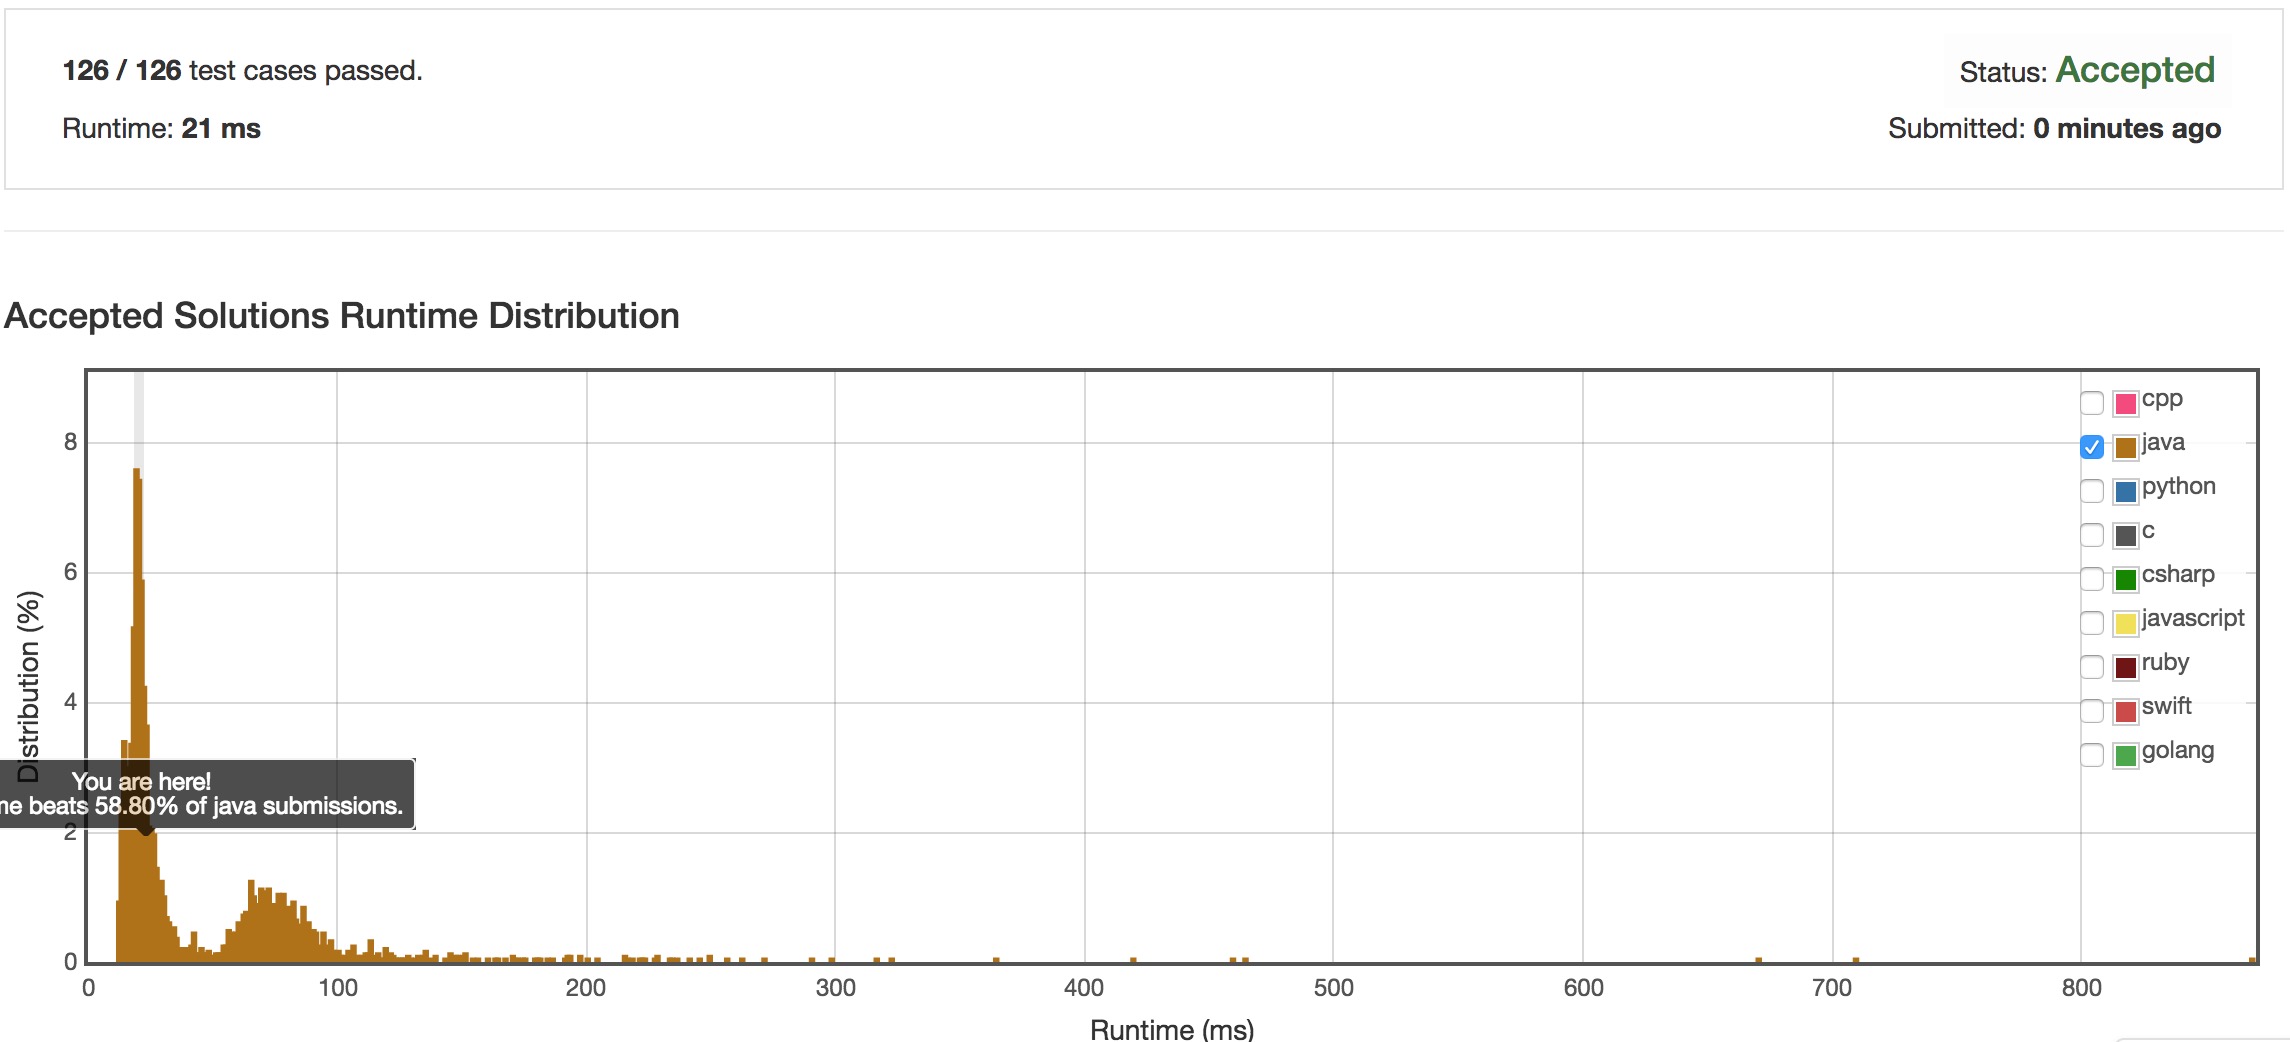 126 / 126 test cases passed.
Status: Accepted
Runtime: 21 ms
Submitted: 0 minutes ago
Accepted Solutions Runtime Distribution
cpp
java
python
c
csharp
javascript
ruby
swift
golang
8
6
4
2
0
Distribution (%)
You are here!
beats 58.80% of java submissions.
0 100 200 300 400 500 600 700 800
Runtime (ms)